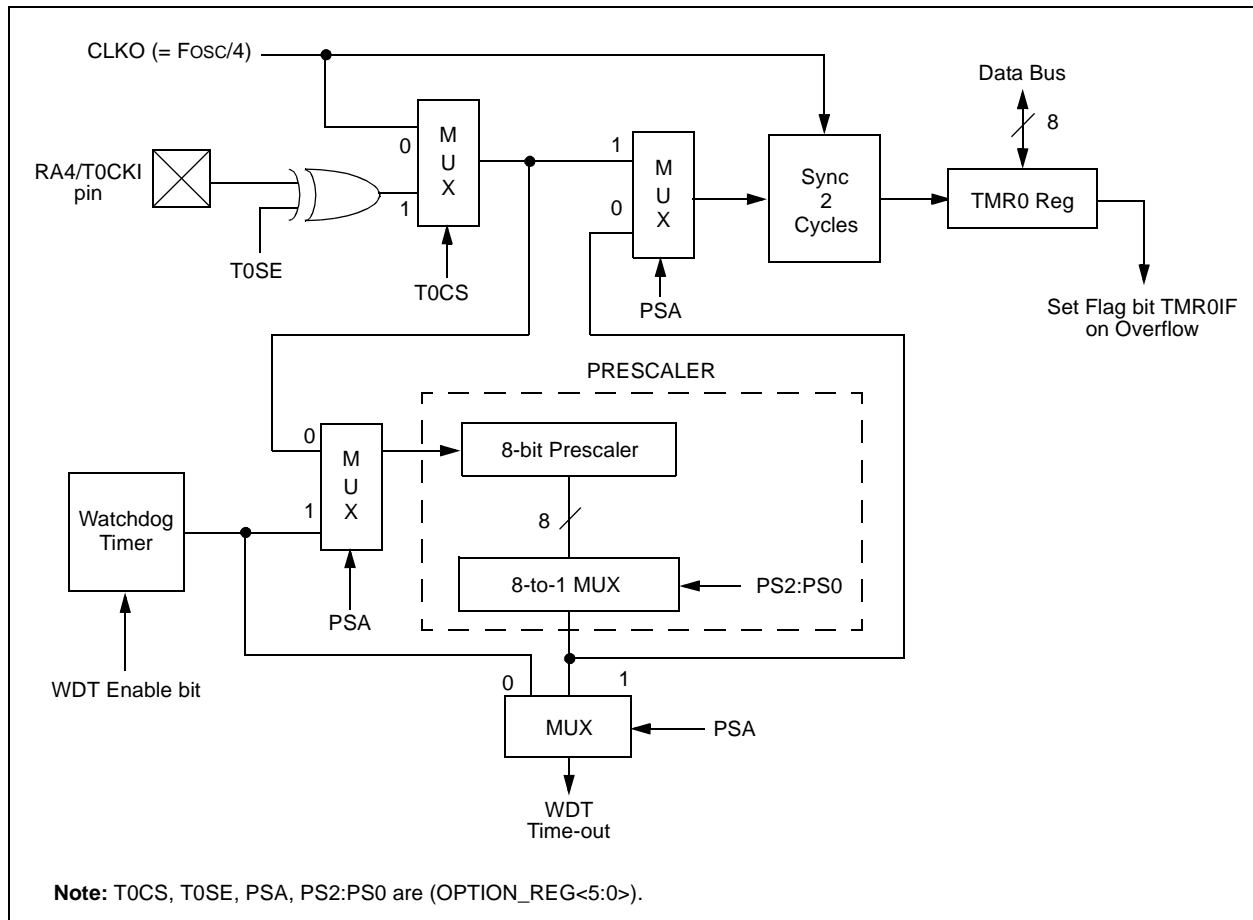 CLKO (= FOSC/4)
Data Bus
8
M
U
X
0
1
M
U
X
1
0
RA4/T0CKI
pin
Sync
2
Cycles
TMR0 Reg
T0SE
T0CS
PSA
Set Flag bit TMR0IF
on Overflow
PRESCALER
0
1
M
U
X
8-bit Prescaler
Watchdog
Timer
8
8-to-1 MUX
PS2:PS0
PSA
WDT Enable bit
0
1
MUX
PSA
WDT
Time-out
Note: T0CS, T0SE, PSA, PS2:PS0 are (OPTION_REG<5:0>).